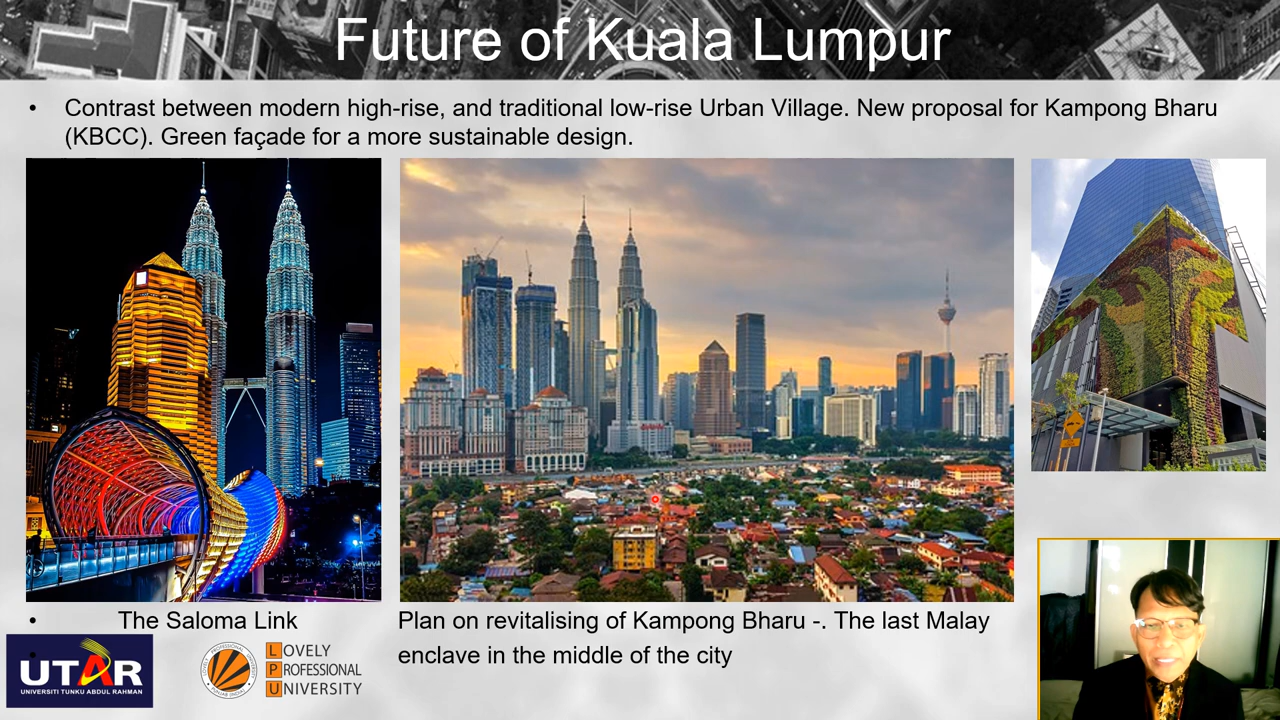 Future of Kuala Lumpur
• Contrast between modern high-rise, and traditional low-rise Urban Village. New proposal for Kampong Bharu
(KBCC). Green façade for a more sustainable design.
• The Saloma Link
Plan on revitalising of Kampong Bharu -. The last Malay
enclave in the middle of the city
UTAR
UNIVERSITI TUNKU ABDUL RAHMAN
LOVELY
PROFESSIONAL
UNIVERSITY